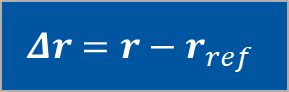 Δr = r − r_ref